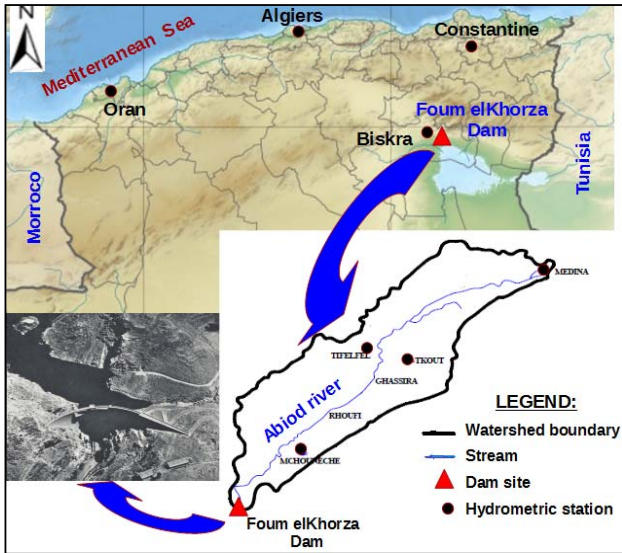 N
Algiers
Constantine
Mediterranean Sea
Oran
Foum elKhorza
Dam
Biskra
Morroco
Tunisia
MEDINA
TIFELFEL
TKOUT
GHASSIRA
Abiod river
RHOUFI
MCHOUNECHE
LEGEND:
Watershed boundary
Stream
Dam site
Hydrometric station
Foum elKhorza
Dam